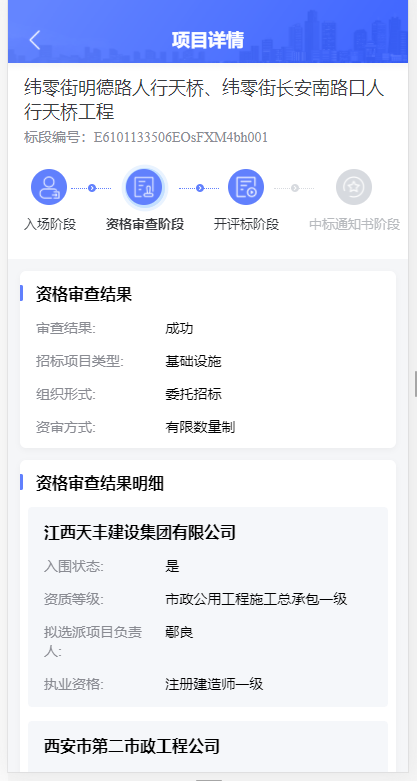 项目详情
纬零街明德路人行天桥、纬零街长安南路口人
行天桥工程
标段编号：E6101133506EOsFXM4bh001
入场阶段
资格审查阶段
开评标阶段
中标通知书阶段
资格审查结果
审查结果: 成功
招标项目类型: 基础设施
组织形式: 委托招标
资审方式: 有限数量制
资格审查结果明细
江西天丰建设集团有限公司
入围状态: 是
资质等级: 市政公用工程施工总承包一级
拟选派项目负责 鄢良
人:
执业资格: 注册建造师一级
西安市第二市政工程公司